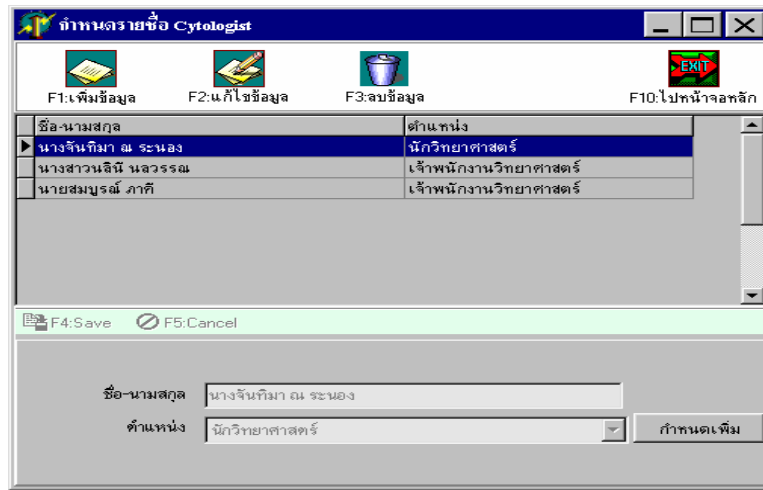 กำหนดรายชื่อ Cytologist
EXIT
F1:เพิ่มข้อมูล F2:แก้ไขข้อมูล F3:ลบข้อมูล F10:ไปหน้าจอหลัก
ชื่อ-นามสกุล ตำแหน่ง
นางจันทิมา ณ ระนอง นักวิทยาศาสตร์
นางสาวนลินี นลวรรณ เจ้าพนักงานวิทยาศาสตร์
นายสมบูรณ์ ภาคี เจ้าพนักงานวิทยาศาสตร์
F4:Save F5:Cancel
ชื่อ-นามสกุล นางจันทิมา ณ ระนอง
ตำแหน่ง นักวิทยาศาสตร์ กำหนดเพิ่ม